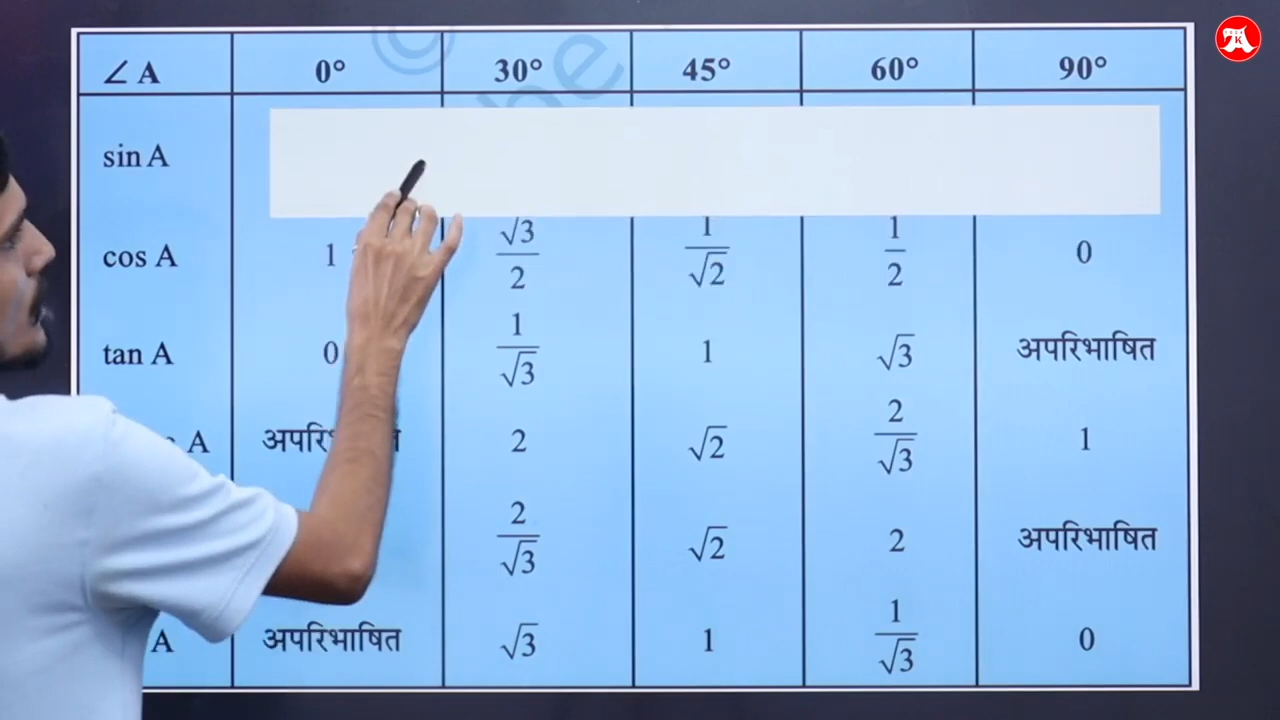 ∠A 0° 30° 45° 60° 90°
sin A
cos A 1 √3/2 1/√2 1/2 0
tan A 0 1/√3 1 √3 अपरिभाषित
A 2 √2 2/√3 1
2/√3 √2 2 अपरिभाषित
A अपरिभाषित √3 1 1/√3 0